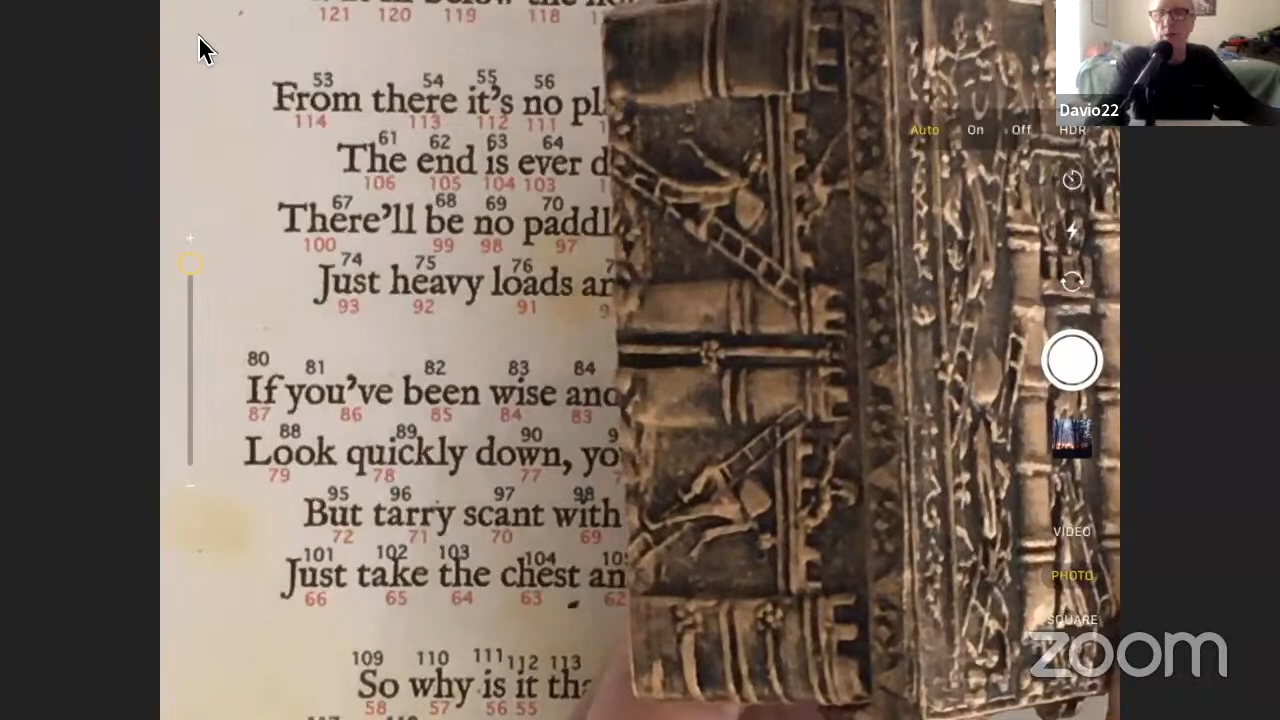 121 120 119 118
53 54 55 56
From there it's no
114 113 112 111
61 62 63 64
The end is ever
106 105 104 103
67 68 69 70
There'll be no
100 99 98 97
74 75 76
Just heavy loads
93 92 91
80 81 82 83 84
If you've been wise and
87 86 85 84 83
88 89 90
Look quickly down,
79 78 77
95 96 97 98
But tarry scant with
72 71 70 69
101 102 103 104
Just take the chest
66 65 64 63 62
109 110 111 112 113
So why is it
58 57 56 55
Davio22
Auto On Off HDR
VIDEO
PHOTO
SQUARE
zoom